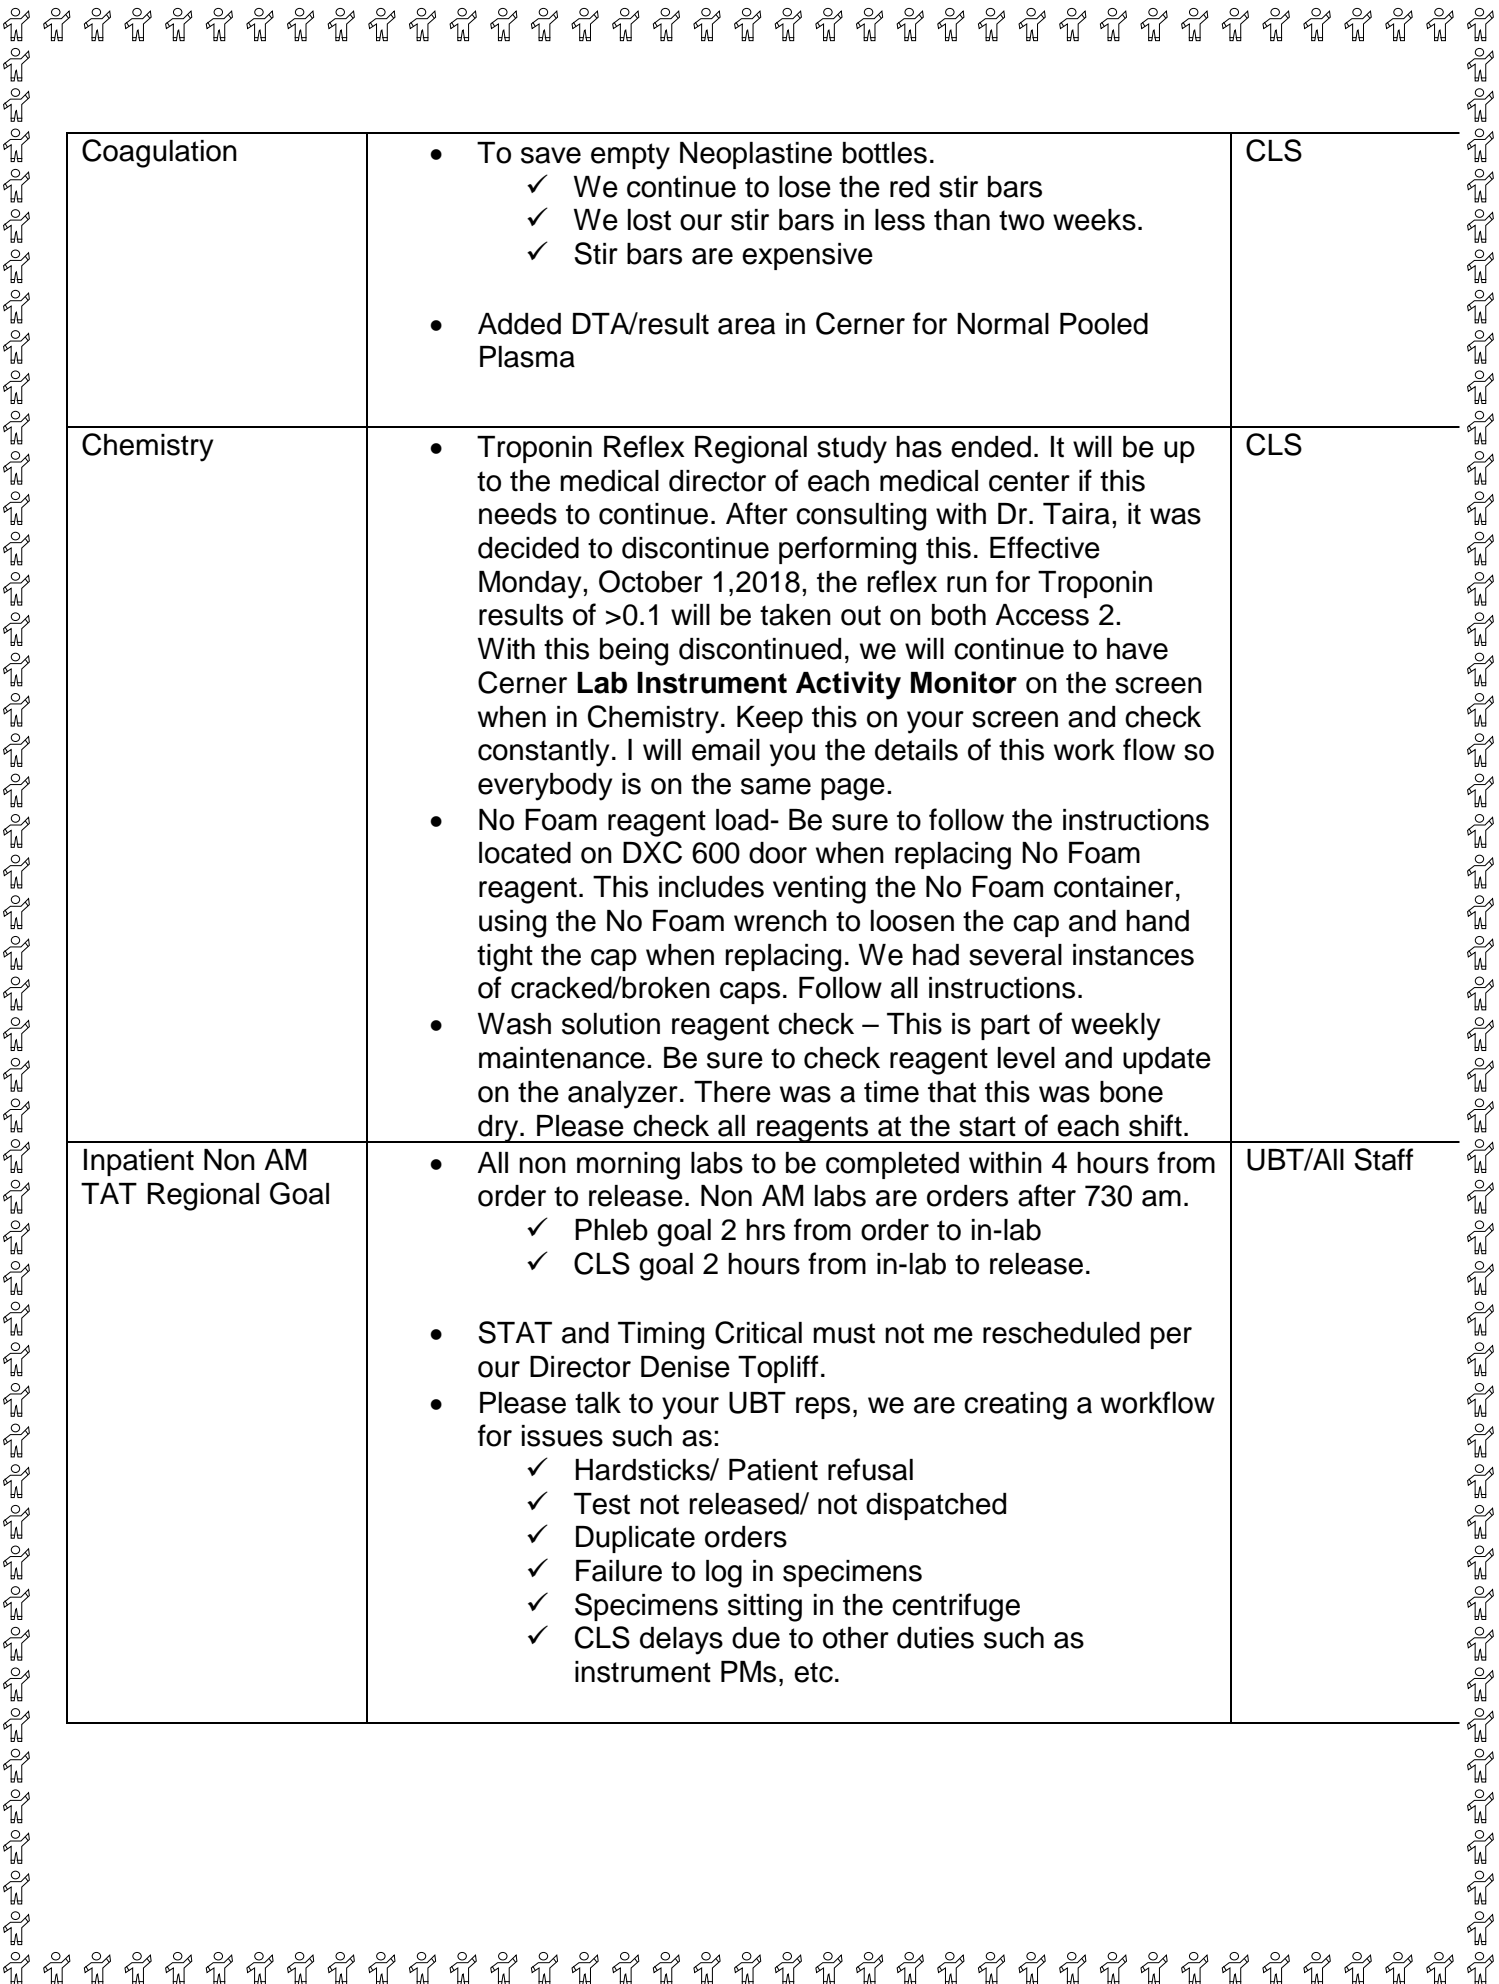 Coagulation
• To save empty Neoplastine bottles.
✓ We continue to lose the red stir bars
✓ We lost our stir bars in less than two weeks.
✓ Stir bars are expensive
• Added DTA/result area in Cerner for Normal Pooled
Plasma
CLS
Chemistry
• Troponin Reflex Regional study has ended. It will be up
to the medical director of each medical center if this
needs to continue. After consulting with Dr. Taira, it was
decided to discontinue performing this. Effective
Monday, October 1,2018, the reflex run for Troponin
results of >0.1 will be taken out on both Access 2.
With this being discontinued, we will continue to have
Cerner Lab Instrument Activity Monitor on the screen
when in Chemistry. Keep this on your screen and check
constantly. I will email you the details of this work flow so
everybody is on the same page.
• No Foam reagent load- Be sure to follow the instructions
located on DXC 600 door when replacing No Foam
reagent. This includes venting the No Foam container,
using the No Foam wrench to loosen the cap and hand
tight the cap when replacing. We had several instances
of cracked/broken caps. Follow all instructions.
• Wash solution reagent check – This is part of weekly
maintenance. Be sure to check reagent level and update
on the analyzer. There was a time that this was bone
dry. Please check all reagents at the start of each shift.
CLS
Inpatient Non AM
TAT Regional Goal
• All non morning labs to be completed within 4 hours from
order to release. Non AM labs are orders after 730 am.
✓ Phleb goal 2 hrs from order to in-lab
✓ CLS goal 2 hours from in-lab to release.
• STAT and Timing Critical must not me rescheduled per
our Director Denise Topliff.
• Please talk to your UBT reps, we are creating a workflow
for issues such as:
✓ Hardsticks/ Patient refusal
✓ Test not released/ not dispatched
✓ Duplicate orders
✓ Failure to log in specimens
✓ Specimens sitting in the centrifuge
✓ CLS delays due to other duties such as
instrument PMs, etc.
UBT/All Staff